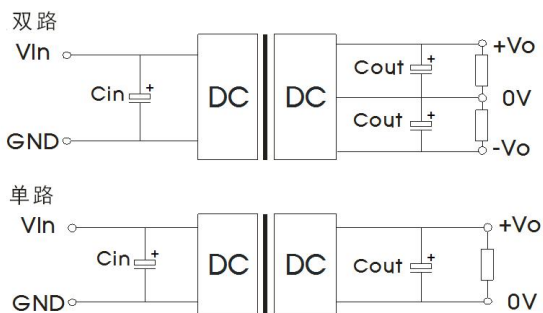 双路
VIn
+Vo
Cout +
Cin +
DC DC
0V
Cout +
GND
-Vo
单路
VIn
+Vo
Cin +
DC DC
Cout +
GND
0V